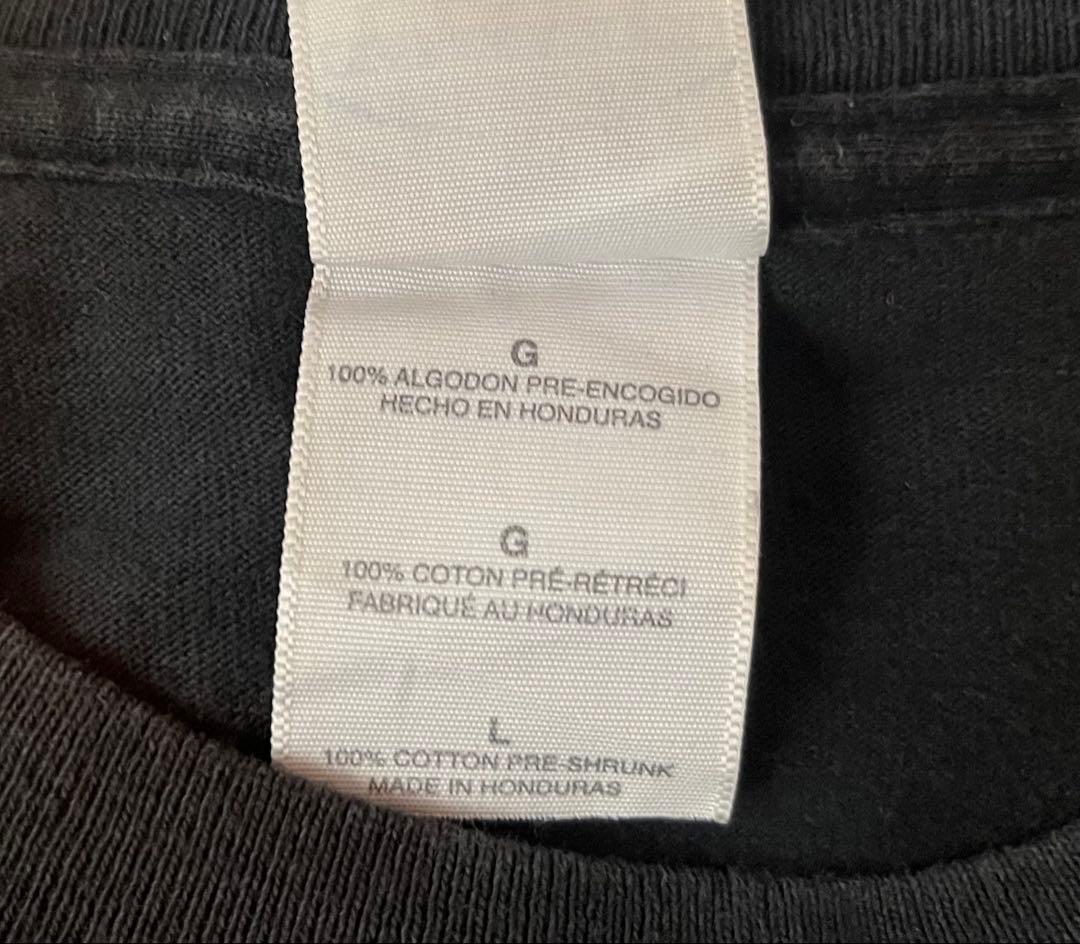 G
100% ALGODON PRE-ENCOGIDO
HECHO EN HONDURAS
G
100% COTON PRÉ-RÉTRÉCI
FABRIQUÉ AU HONDURAS
L
100% COTTON PRE-SHRUNK
MADE IN HONDURAS